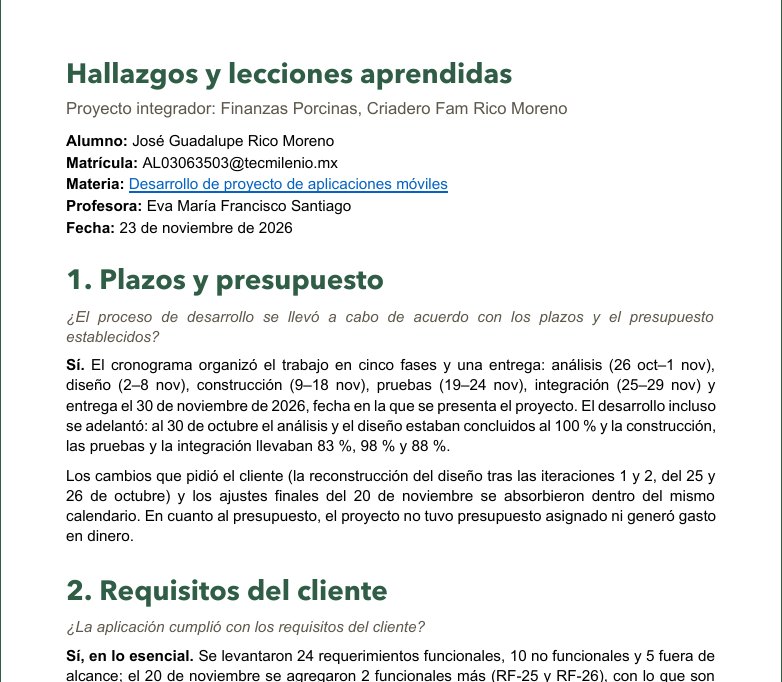 Hallazgos y lecciones aprendidas
Proyecto integrador: Finanzas Porcinas, Criadero Fam Rico Moreno
Alumno: José Guadalupe Rico Moreno
Matrícula: AL03063503@tecmilenio.mx
Materia: Desarrollo de proyecto de aplicaciones móviles
Profesora: Eva María Francisco Santiago
Fecha: 23 de noviembre de 2026
1. Plazos y presupuesto
¿El proceso de desarrollo se llevó a cabo de acuerdo con los plazos y el presupuesto
establecidos?
Sí. El cronograma organizó el trabajo en cinco fases y una entrega: análisis (26 oct–1 nov),
diseño (2–8 nov), construcción (9–18 nov), pruebas (19–24 nov), integración (25–29 nov) y
entrega el 30 de noviembre de 2026, fecha en la que se presenta el proyecto. El desarrollo incluso
se adelantó: al 30 de octubre el análisis y el diseño estaban concluidos al 100 % y la construcción,
las pruebas y la integración llevaban 83 %, 98 % y 88 %.
Los cambios que pidió el cliente (la reconstrucción del diseño tras las iteraciones 1 y 2, del 25 y
26 de octubre) y los ajustes finales del 20 de noviembre se absorbieron dentro del mismo
calendario. En cuanto al presupuesto, el proyecto no tuvo presupuesto asignado ni generó gasto
en dinero.
2. Requisitos del cliente
¿La aplicación cumplió con los requisitos del cliente?
Sí, en lo esencial. Se levantaron 24 requerimientos funcionales, 10 no funcionales y 5 fuera de
alcance; el 20 de noviembre se agregaron 2 funcionales más (RF-25 y RF-26), con lo que son